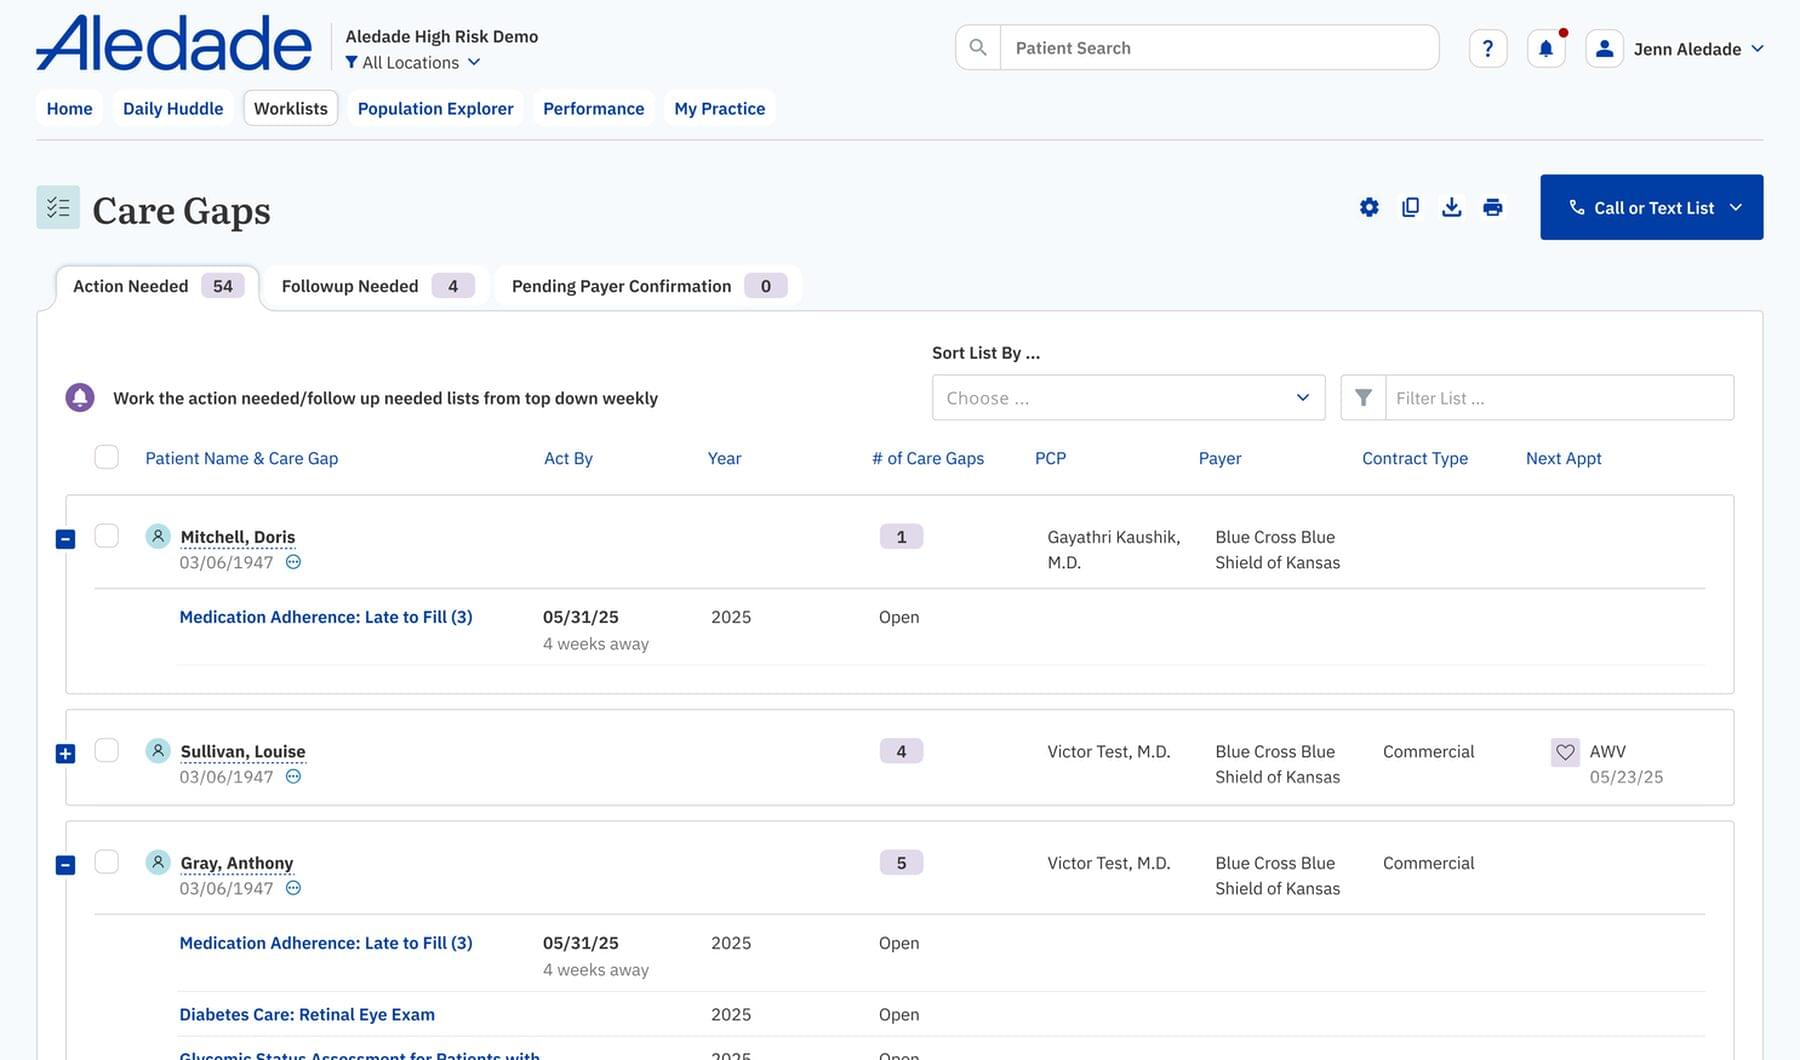 Aledade
Aledade High Risk Demo
All Locations
Patient Search
?
Jenn Aledade
Home
Daily Huddle
Worklists
Population Explorer
Performance
My Practice
Care Gaps
Call or Text List
Action Needed 54
Followup Needed 4
Pending Payer Confirmation 0
Sort List By ...
Work the action needed/follow up needed lists from top down weekly
Choose ...
Filter List ...
Patient Name & Care Gap
Act By
Year
# of Care Gaps
PCP
Payer
Contract Type
Next Appt
Mitchell, Doris
03/06/1947
1
Gayathri Kaushik,
M.D.
Blue Cross Blue
Shield of Kansas
Medication Adherence: Late to Fill (3)
05/31/25
4 weeks away
2025
Open
Sullivan, Louise
03/06/1947
4
Victor Test, M.D.
Blue Cross Blue
Shield of Kansas
Commercial
AWV
05/23/25
Gray, Anthony
03/06/1947
5
Victor Test, M.D.
Blue Cross Blue
Shield of Kansas
Commercial
Medication Adherence: Late to Fill (3)
05/31/25
4 weeks away
2025
Open
Diabetes Care: Retinal Eye Exam
2025
Open
Glycemic Status Assessment for Patients with
2025
Open